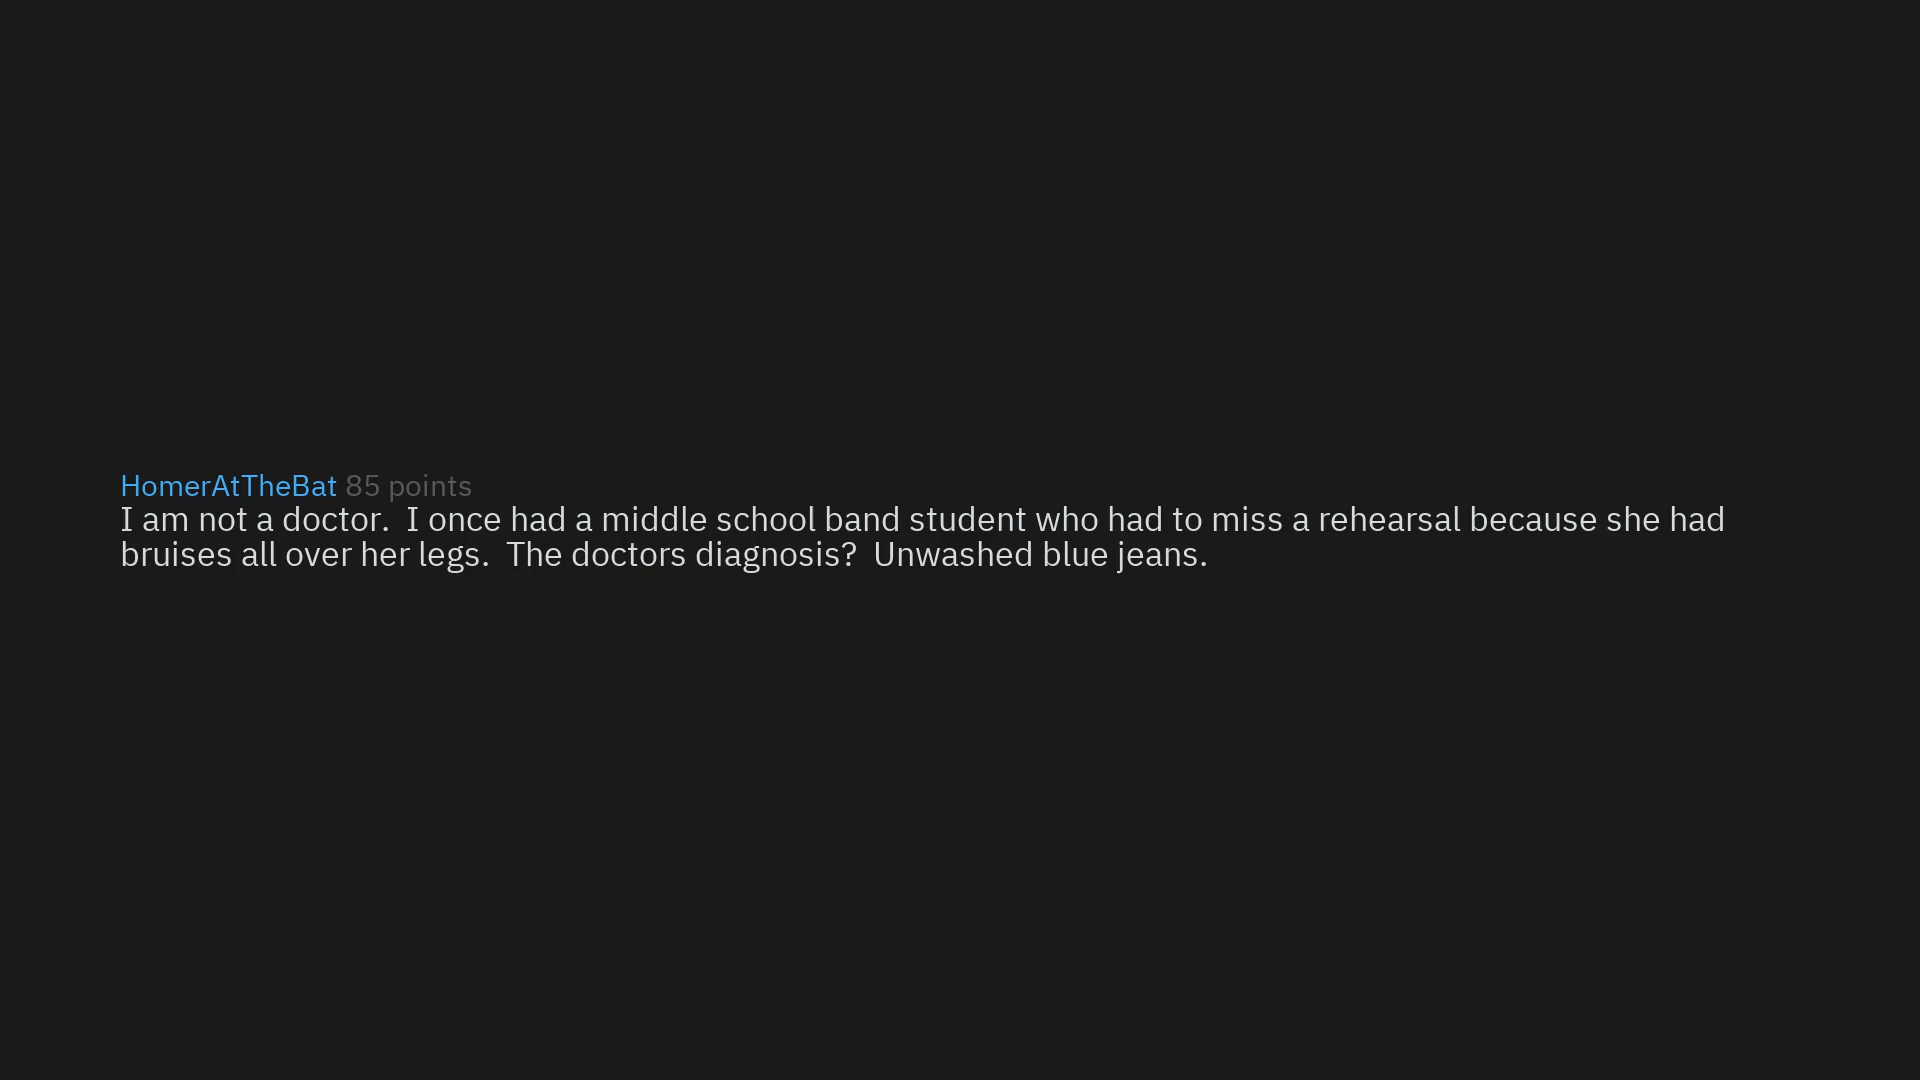 HomerAtTheBat 85 points
I am not a doctor.  I once had a middle school band student who had to miss a rehearsal because she had
bruises all over her legs.  The doctors diagnosis?  Unwashed blue jeans.